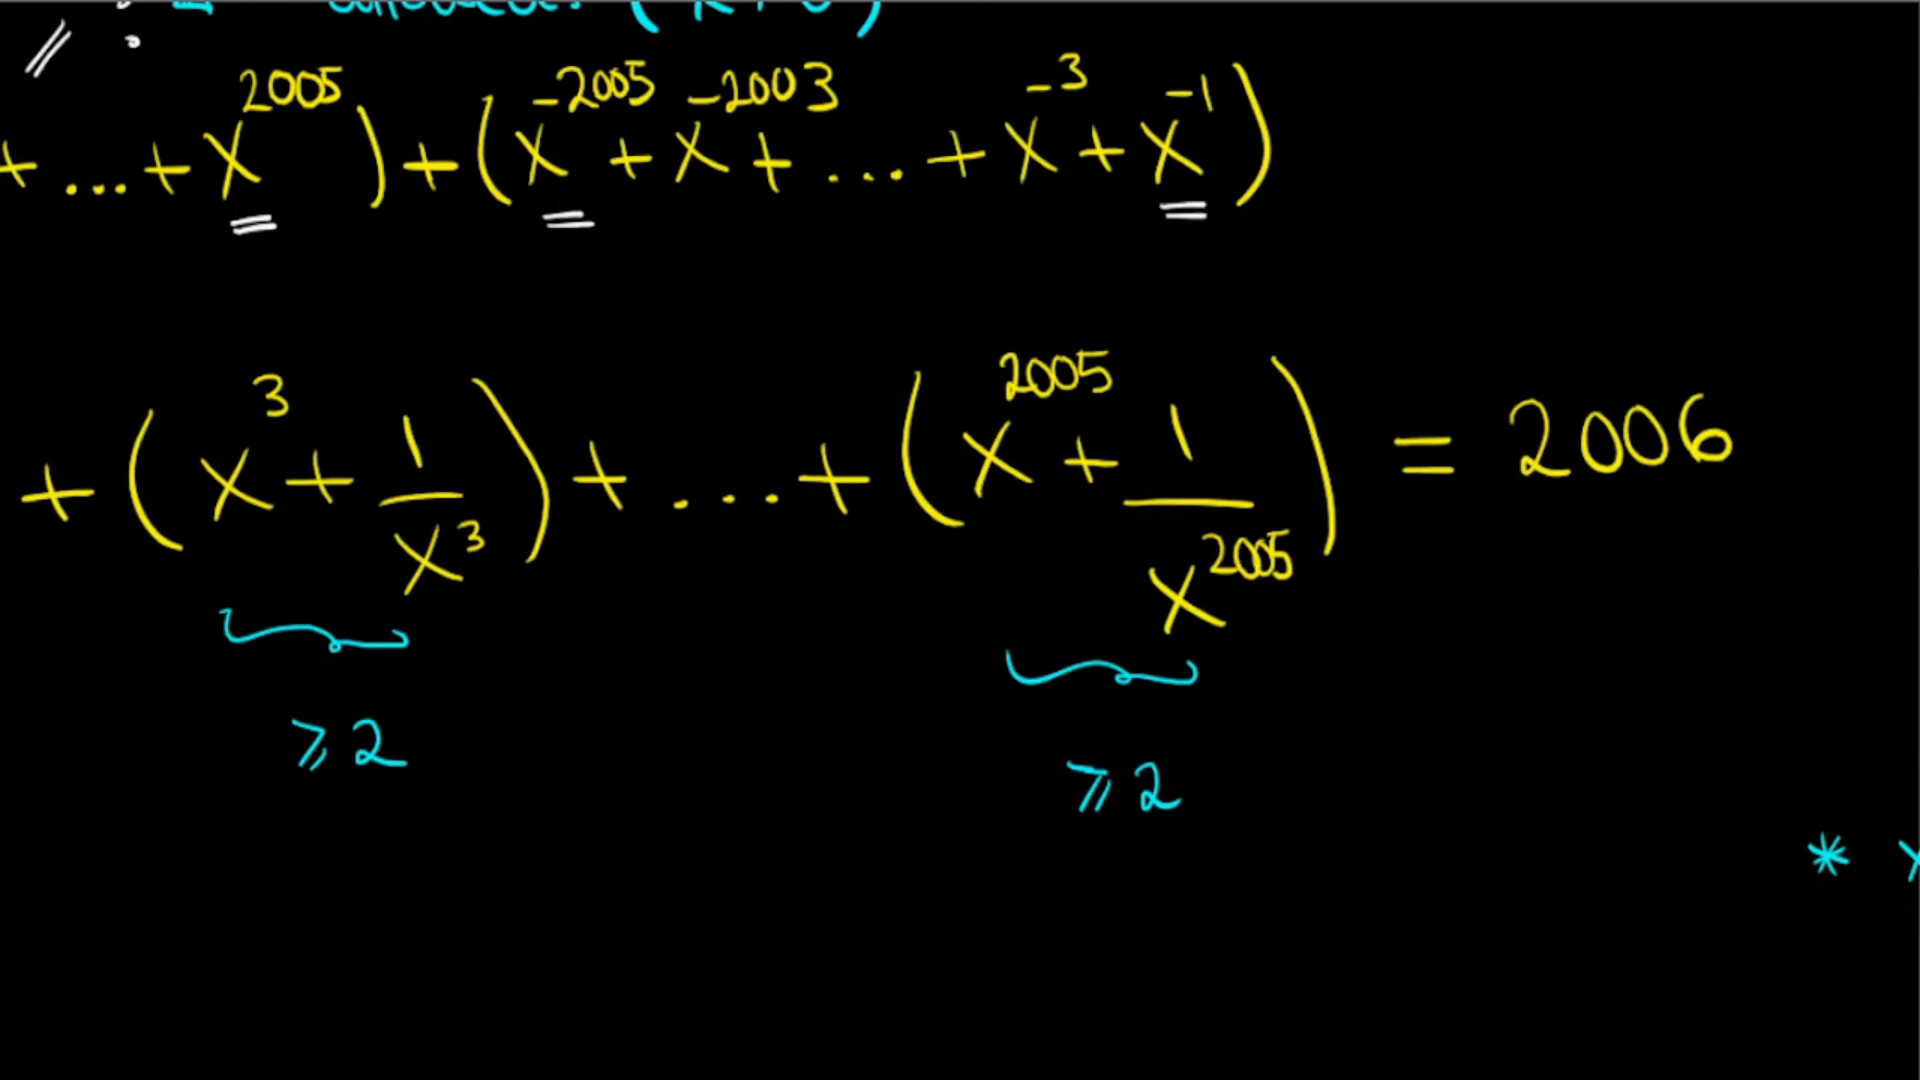 + ... + x^2005) + (x^-2005 + x^-2003 + ... + x^-3 + x^-1)
+ (x^3 + 1/x^3) + ... + (x^2005 + 1/x^2005) = 2006
⩾ 2 ⩾ 2
*